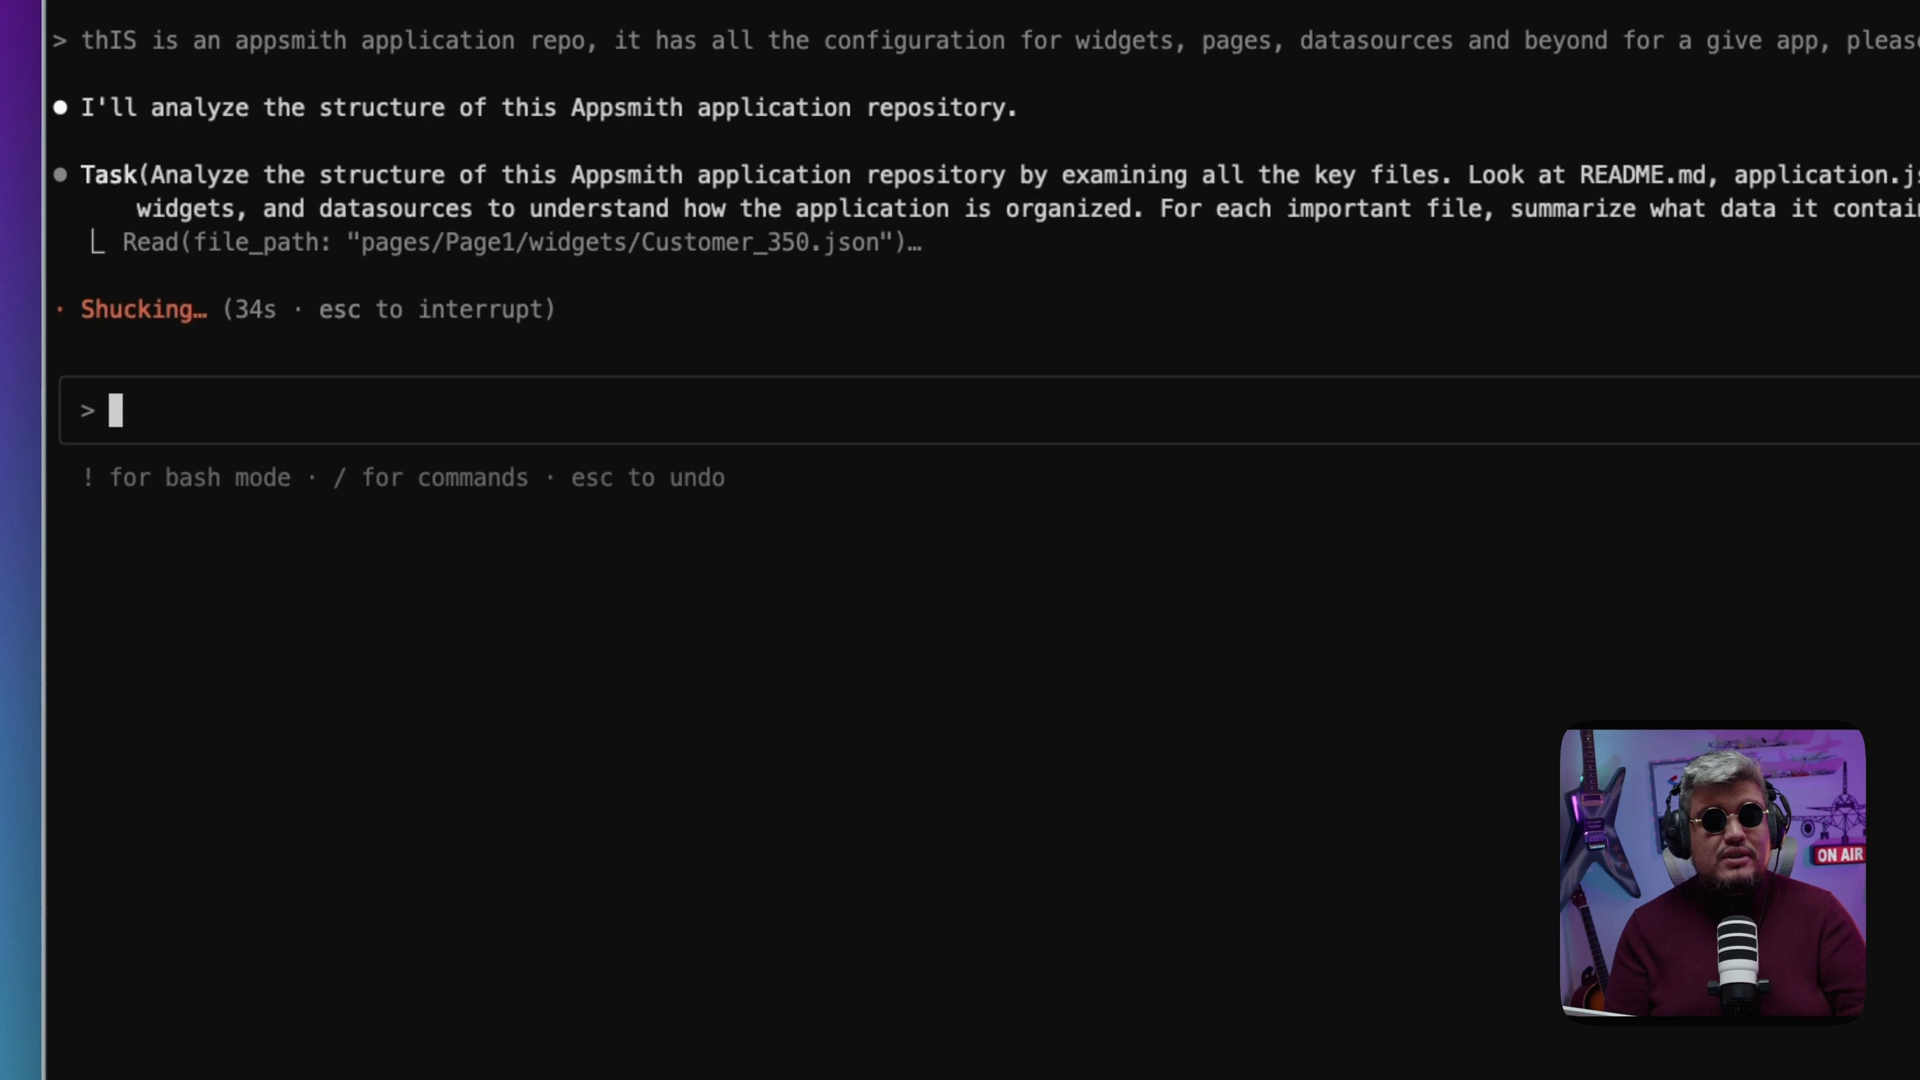 > thIS is an appsmith application repo, it has all the configuration for widgets, pages, datasources and beyond for a give app,
● I'll analyze the structure of this Appsmith application repository.
● Task(Analyze the structure of this Appsmith application repository by examining all the key files. Look at README.md,
widgets, and datasources to understand how the application is organized. For each important file, summarize what data it
⎿ Read(file_path: "pages/Page1/widgets/Customer_350.json")…
· Shucking… (34s · esc to interrupt)
>
! for bash mode · / for commands · esc to undo
ON AIR